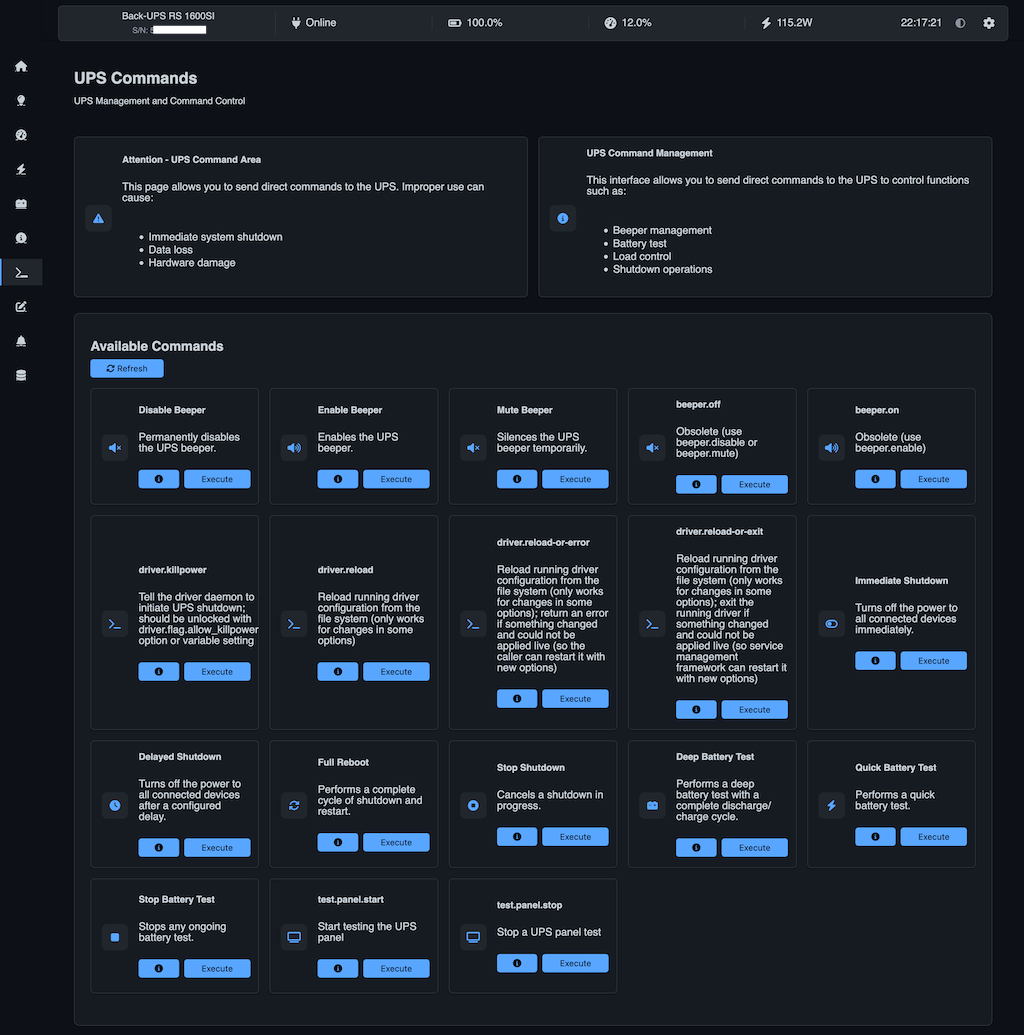 Back-UPS RS 1600SI
S/N:
Online
100.0%
12.0%
115.2W
22:17:21
UPS Commands
UPS Management and Command Control
Attention - UPS Command Area
This page allows you to send direct commands to the UPS. Improper use can
cause:
• Immediate system shutdown
• Data loss
• Hardware damage
UPS Command Management
This interface allows you to send direct commands to the UPS to control functions
such as:
• Beeper management
• Battery test
• Load control
• Shutdown operations
Available Commands
Refresh
Disable Beeper
Permanently disables
the UPS beeper.
Execute
Enable Beeper
Enables the UPS
beeper.
Execute
Mute Beeper
Silences the UPS
beeper temporarily.
Execute
beeper.off
Obsolete (use
beeper.disable or
beeper.mute)
Execute
beeper.on
Obsolete (use
beeper.enable)
Execute
driver.killpower
Tell the driver daemon to
initiate UPS shutdown;
should be unlocked with
driver.flag.allow_killpower
option or variable setting
Execute
driver.reload
Reload running driver
configuration from the
file system (only works
for changes in some
options)
Execute
driver.reload-or-error
Reload running driver
configuration from the
file system (only works
for changes in some
options); return an error
if something changed
and could not be
applied live (so the
caller can restart it with
new options)
Execute
driver.reload-or-exit
Reload running driver
configuration from the
file system (only works
for changes in some
options); exit the
running driver if
something changed
and could not be
applied live (so service
management
framework can restart it
with new options)
Execute
Immediate Shutdown
Turns off the power to
all connected devices
immediately.
Execute
Delayed Shutdown
Turns off the power to
all connected devices
after a configured
delay.
Execute
Full Reboot
Performs a complete
cycle of shutdown and
restart.
Execute
Stop Shutdown
Cancels a shutdown in
progress.
Execute
Deep Battery Test
Performs a deep
battery test with a
complete discharge/
charge cycle.
Execute
Quick Battery Test
Performs a quick
battery test.
Execute
Stop Battery Test
Stops any ongoing
battery test.
Execute
test.panel.start
Start testing the UPS
panel
Execute
test.panel.stop
Stop a UPS panel test
Execute